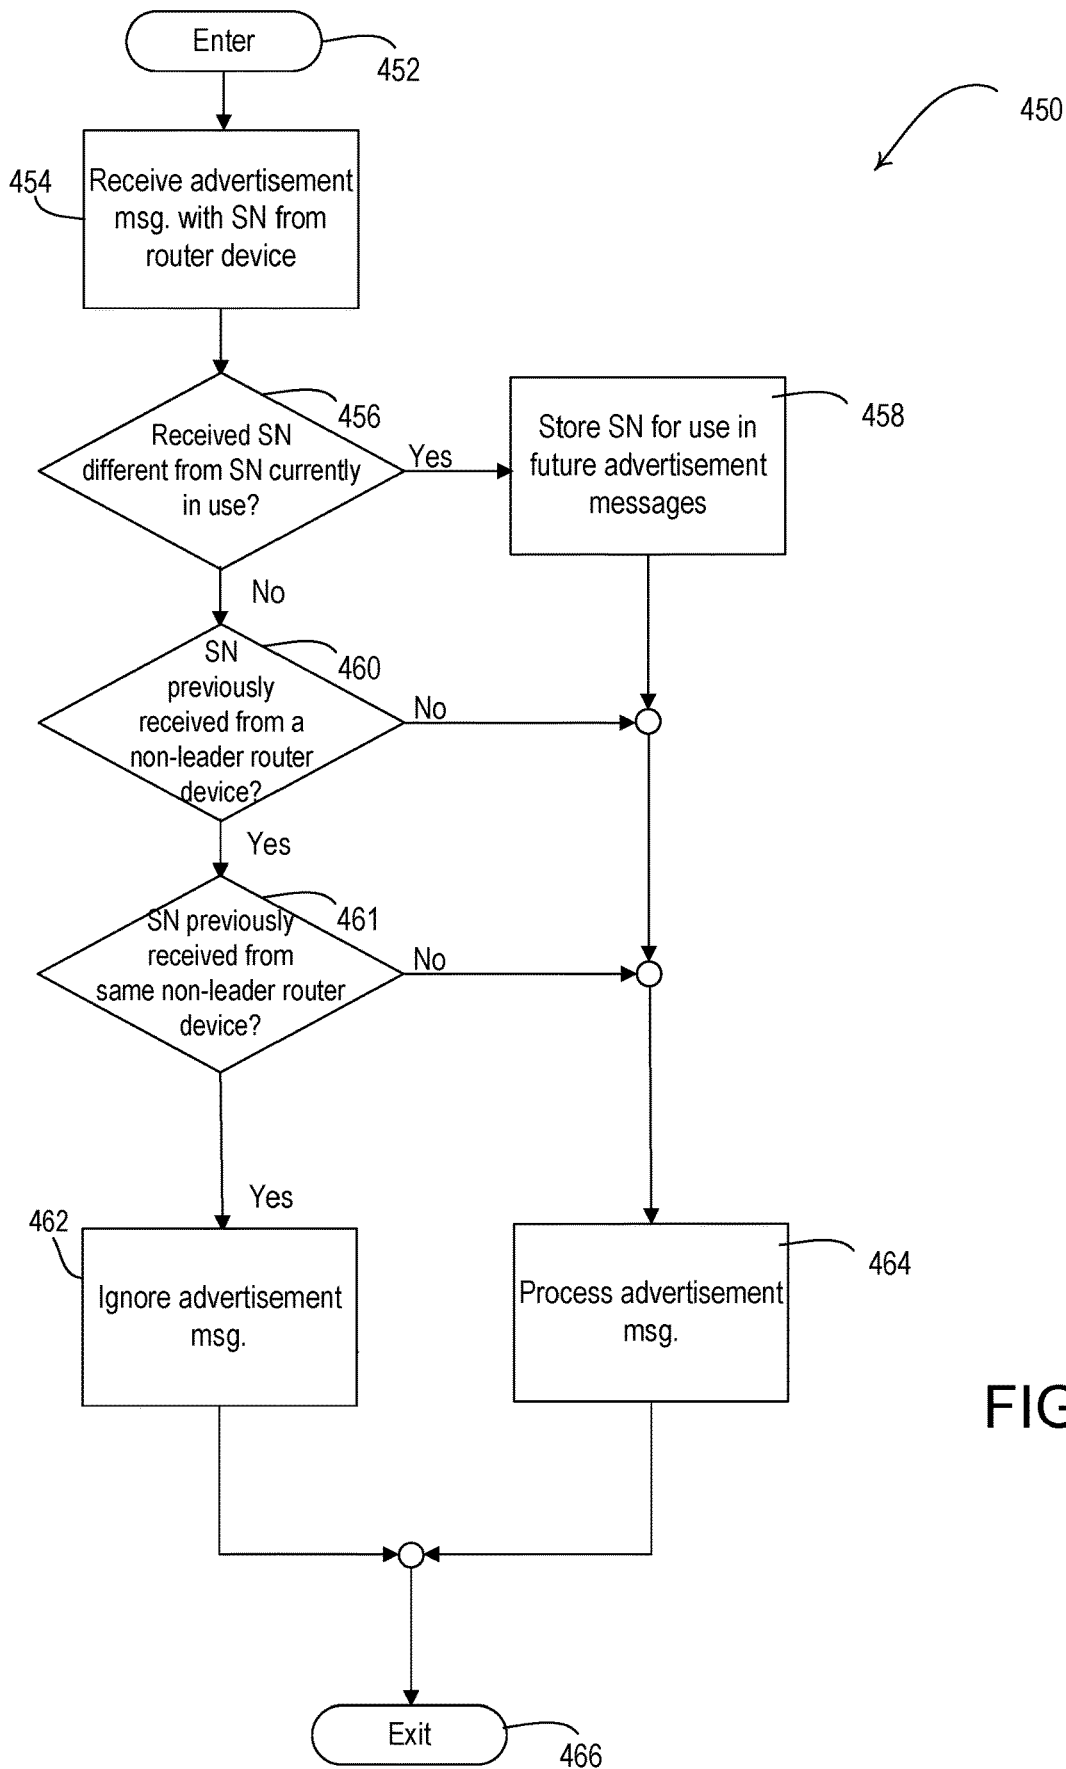 Enter
452
450
454
Receive advertisement
msg. with SN from
router device
456
Received SN
different from SN currently
in use?
Yes
458
Store SN for use in
future advertisement
messages
No
460
SN
previously
received from a
non-leader router
device?
No
Yes
461
SN previously
received from
same non-leader router
device?
No
Yes
462
Ignore advertisement
msg.
464
Process advertisement
msg.
FIG
Exit
466